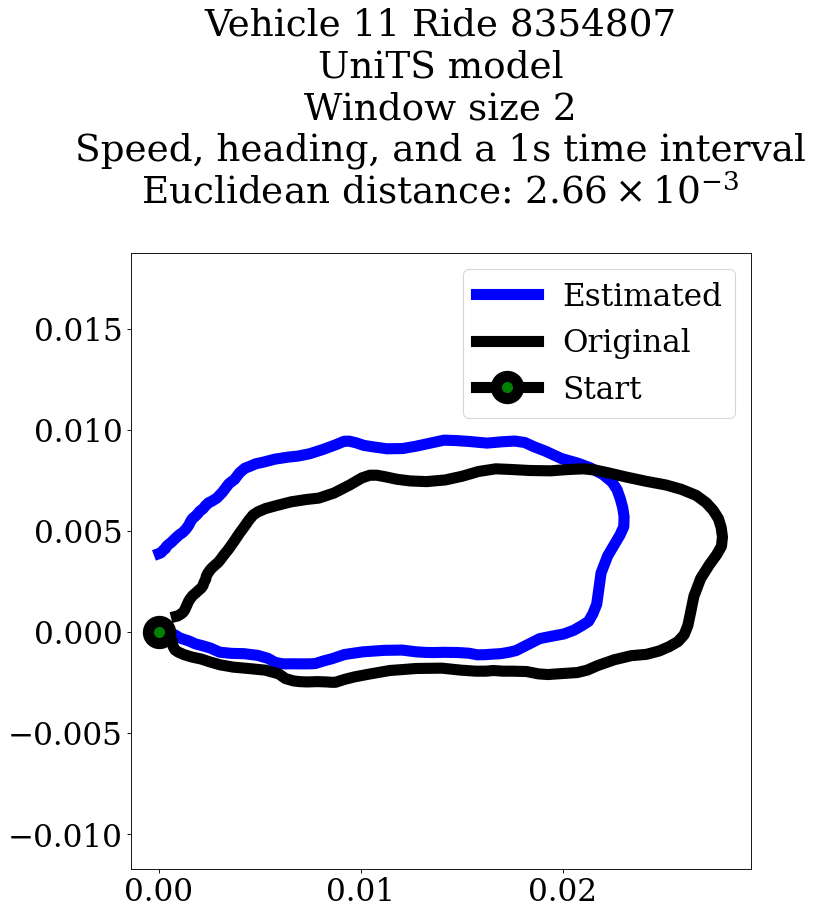 Vehicle 11 Ride 8354807
UniTS model
Window size 2
Speed, heading, and a 1s time interval
Euclidean distance: 2.66 × 10⁻³
Estimated
Original
Start
0.015
0.010
0.005
0.000
−0.005
−0.010
0.00 0.01 0.02